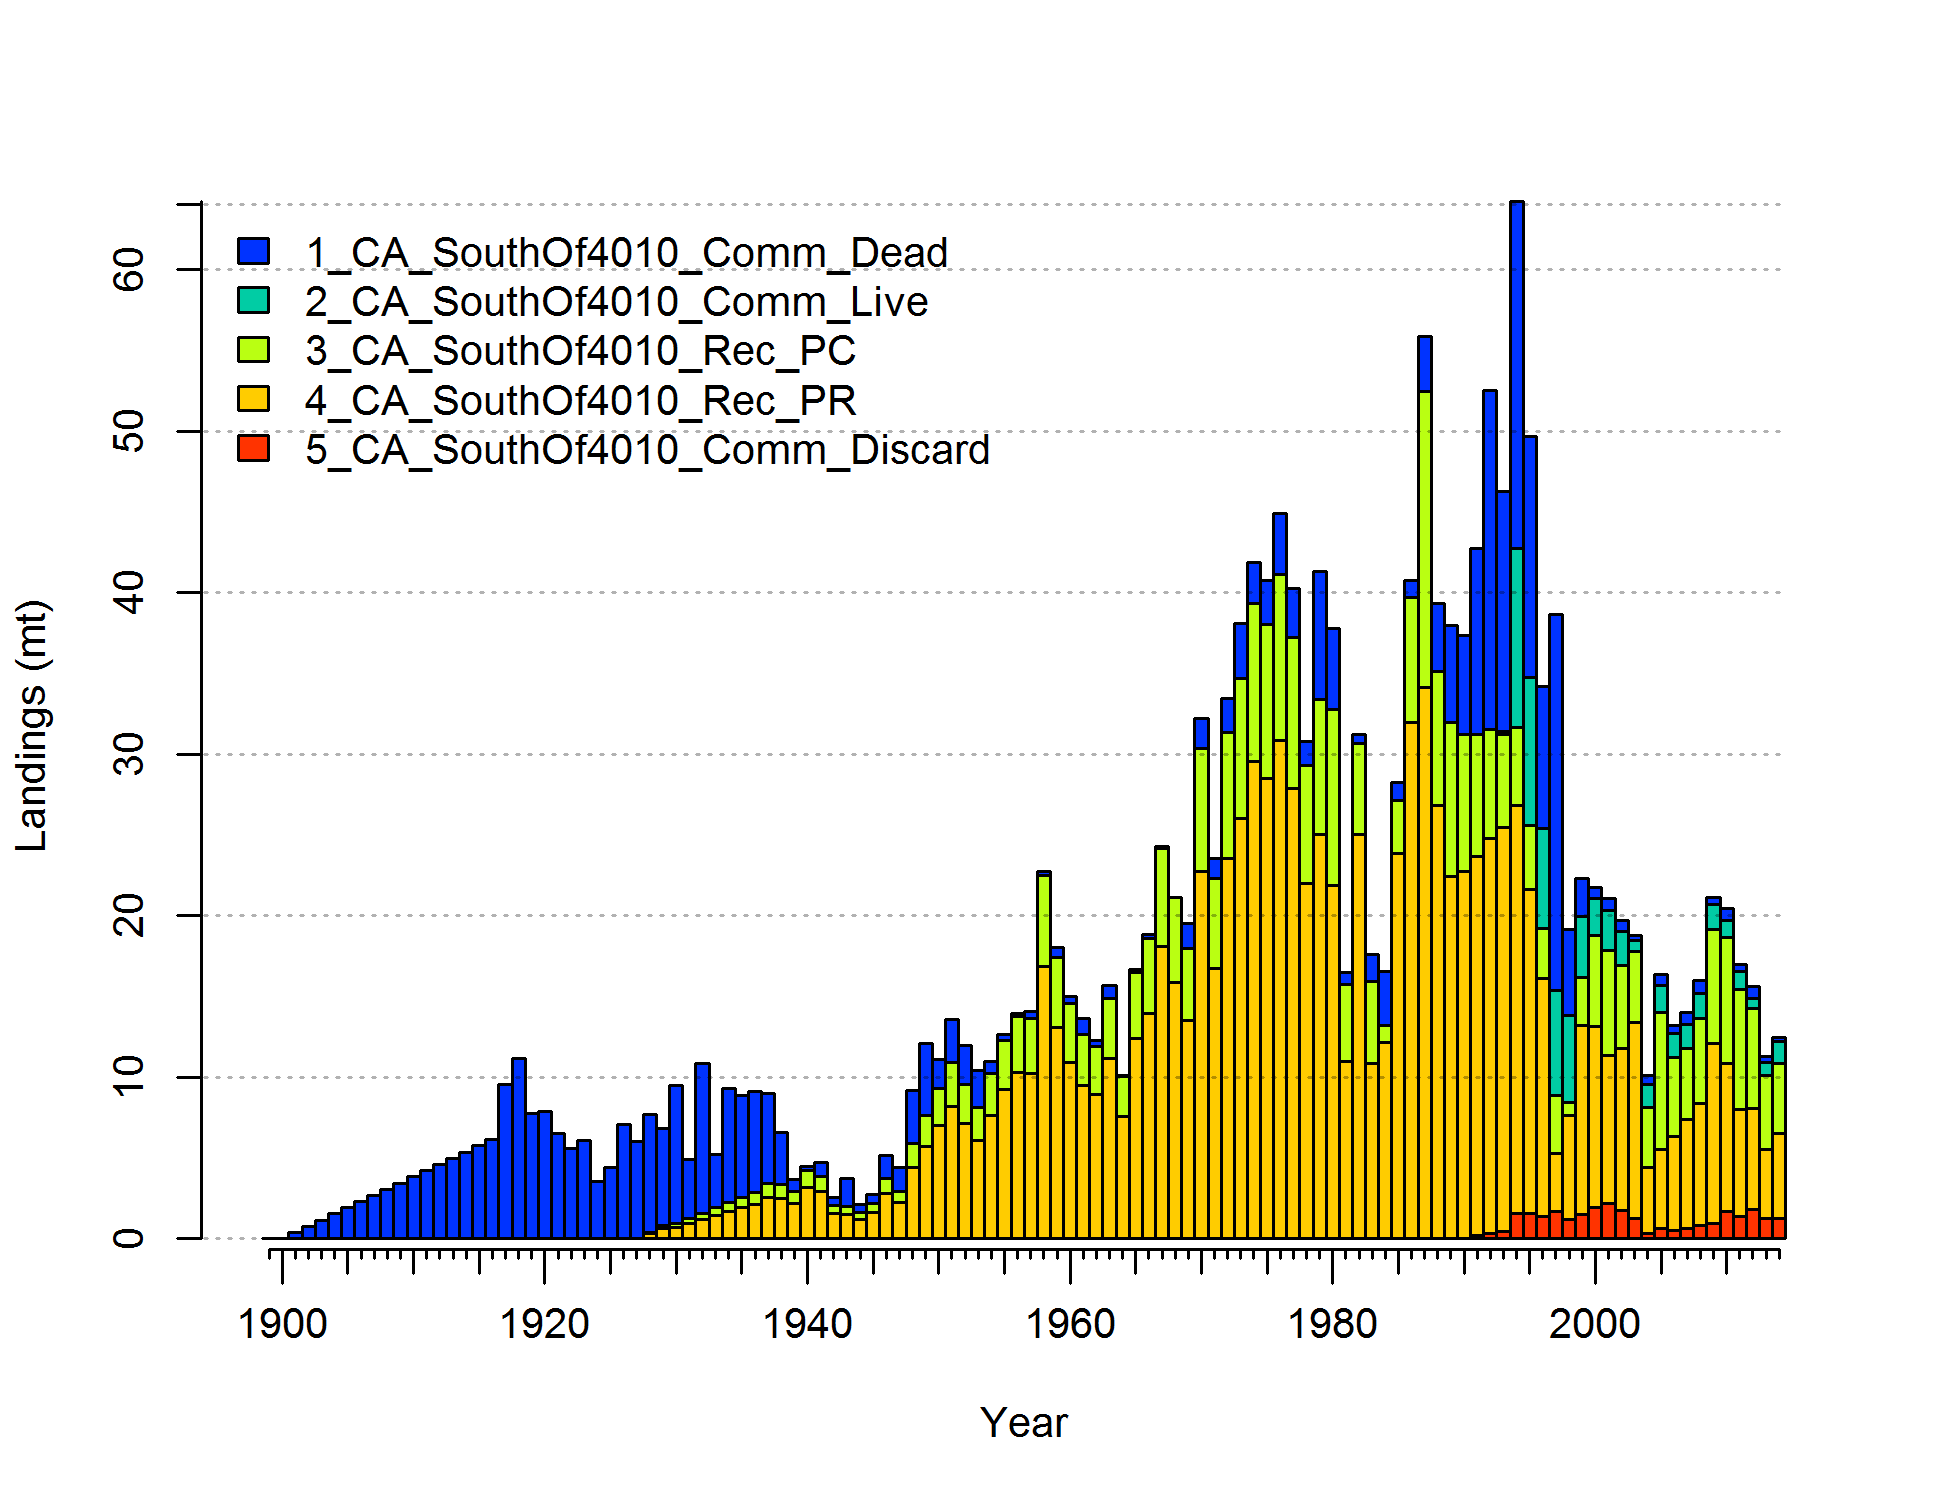 1_CA_SouthOf4010_Comm_Dead
2_CA_SouthOf4010_Comm_Live
3_CA_SouthOf4010_Rec_PC
4_CA_SouthOf4010_Rec_PR
5_CA_SouthOf4010_Comm_Discard
Landings (mt)
60
50
40
30
20
10
0
1900 1920 1940 1960 1980 2000
Year